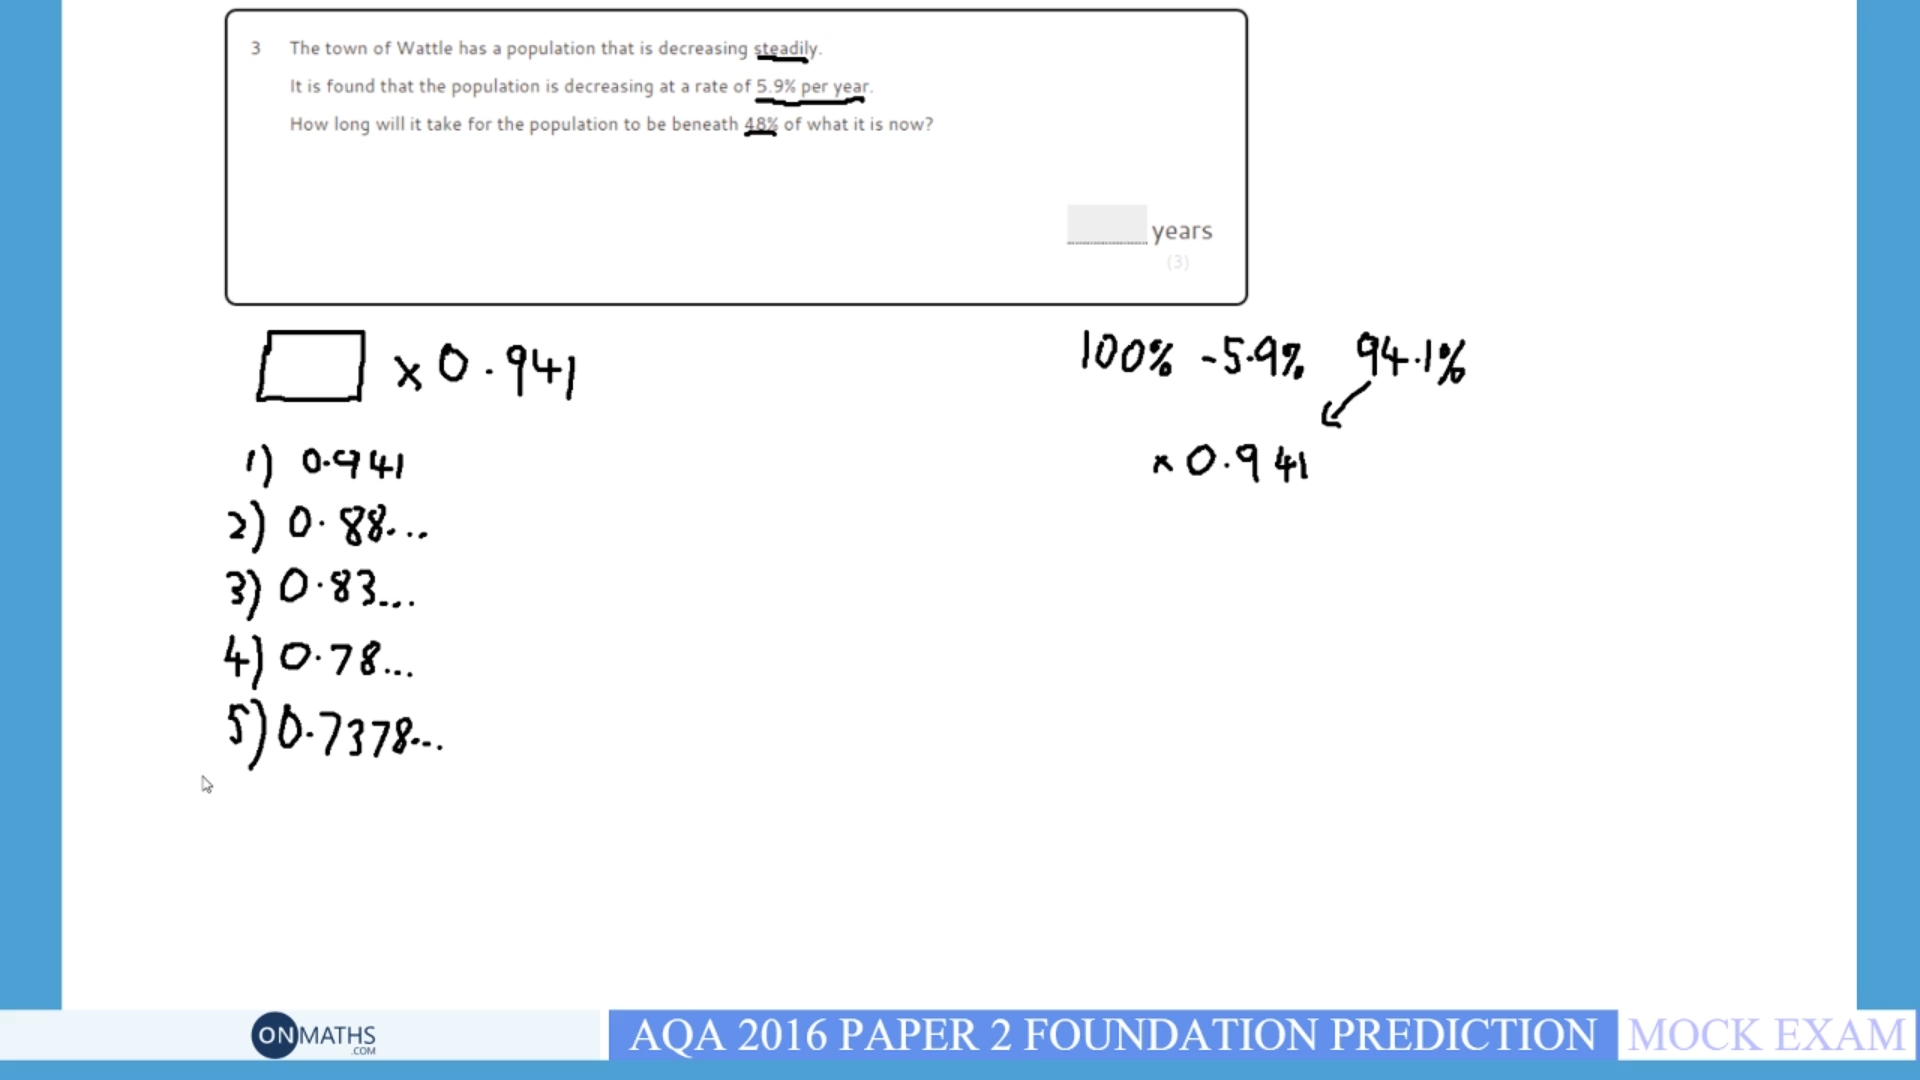 3 The town of Wattle has a population that is decreasing steadily.
It is found that the population is decreasing at a rate of 5.9% per year.
How long will it take for the population to be beneath 48% of what it is now?
years
(3)
× 0.941
100% -5.9% 94.1%
× 0.941
1) 0.941
2) 0.88...
3) 0.83...
4) 0.78...
5) 0.7378...
ONMATHS
.COM
AQA 2016 PAPER 2 FOUNDATION PREDICTION MOCK EXAM